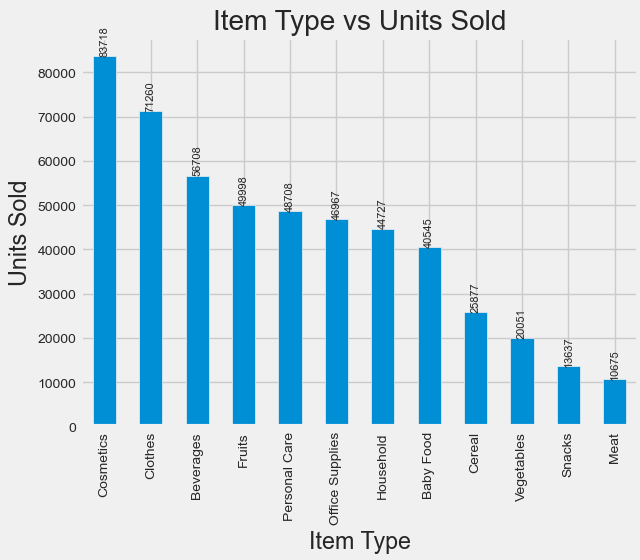 Item Type vs Units Sold
Units Sold
80000
70000
60000
50000
40000
30000
20000
10000
0
83718
71260
56708
49998
48708
46967
44727
40545
25877
20051
13637
10675
Cosmetics
Clothes
Beverages
Fruits
Personal Care
Office Supplies
Household
Baby Food
Cereal
Vegetables
Snacks
Meat
Item Type